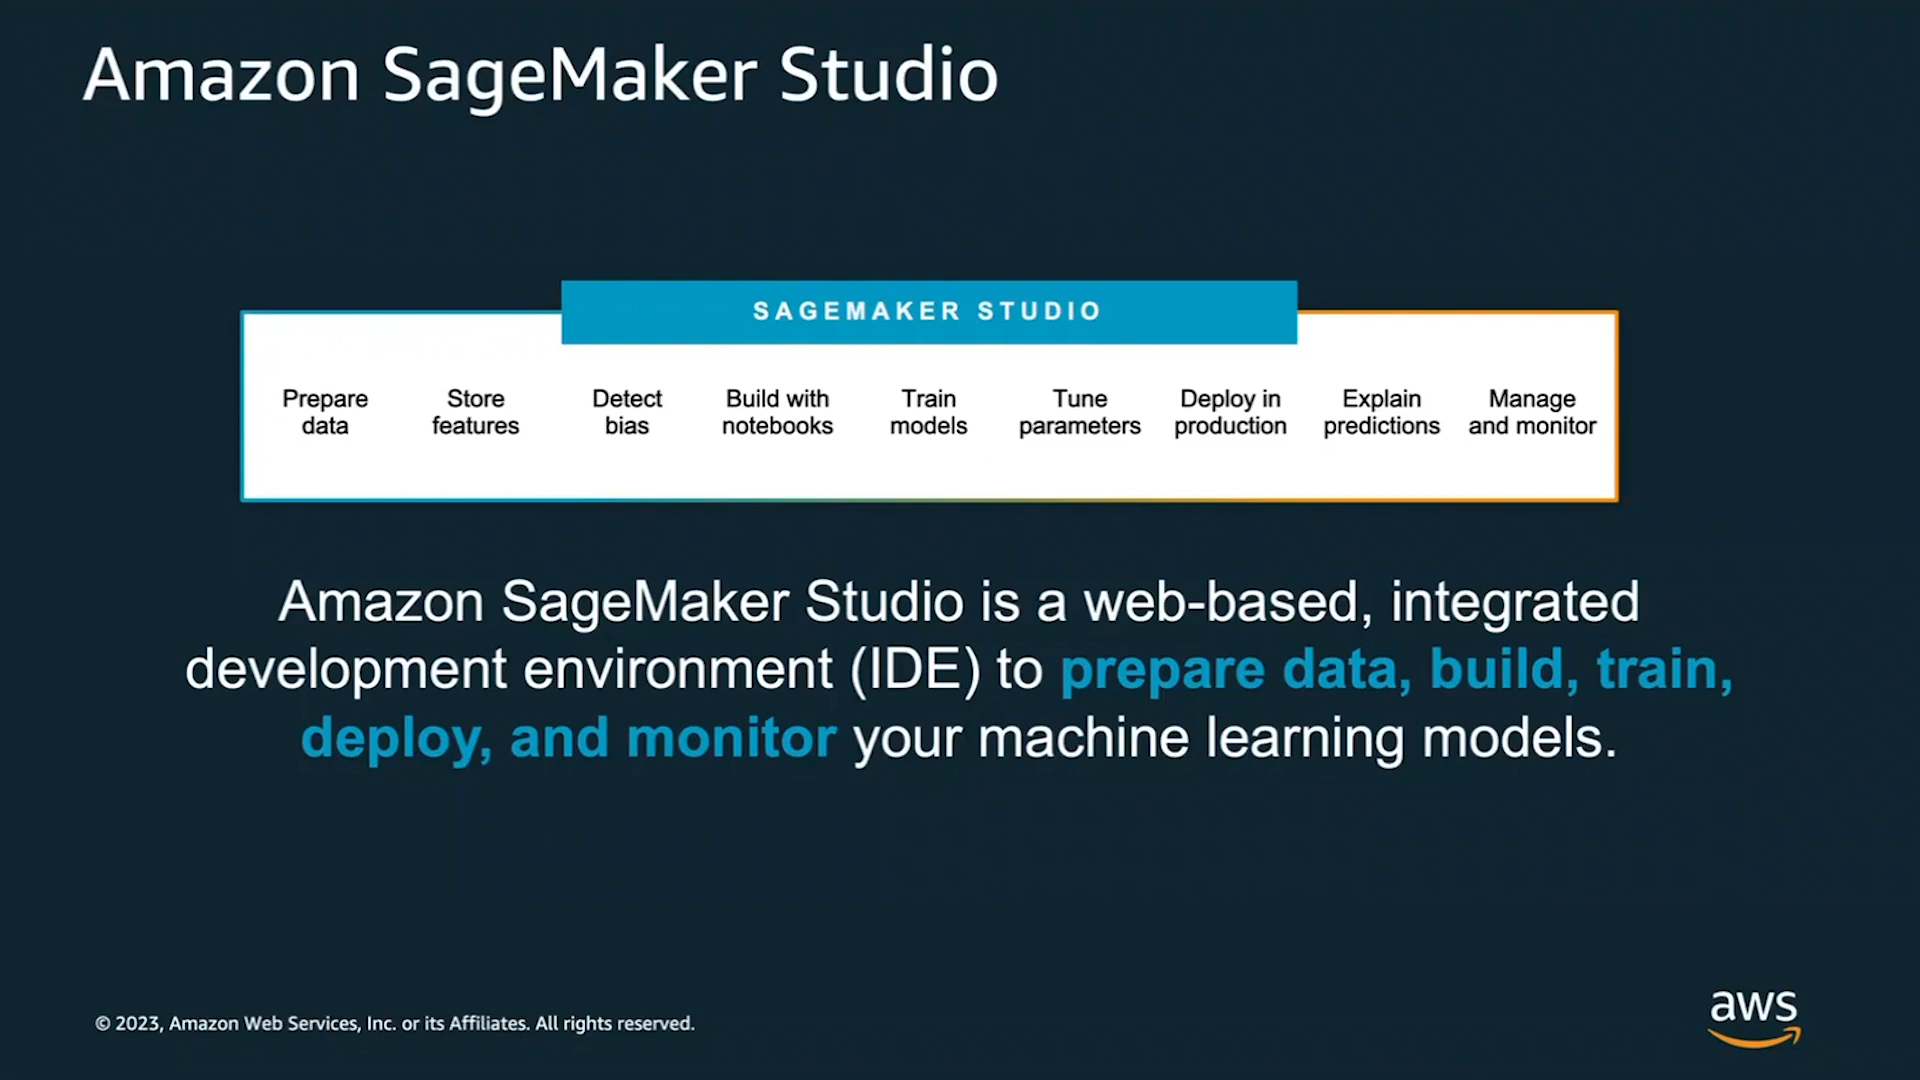 Amazon SageMaker Studio
SAGEMAKER STUDIO
Prepare data
Store features
Detect bias
Build with notebooks
Train models
Tune parameters
Deploy in production
Explain predictions
Manage and monitor
Amazon SageMaker Studio is a web-based, integrated
development environment (IDE) to prepare data, build, train,
deploy, and monitor your machine learning models.
© 2023, Amazon Web Services, Inc. or its Affiliates. All rights reserved.
aws